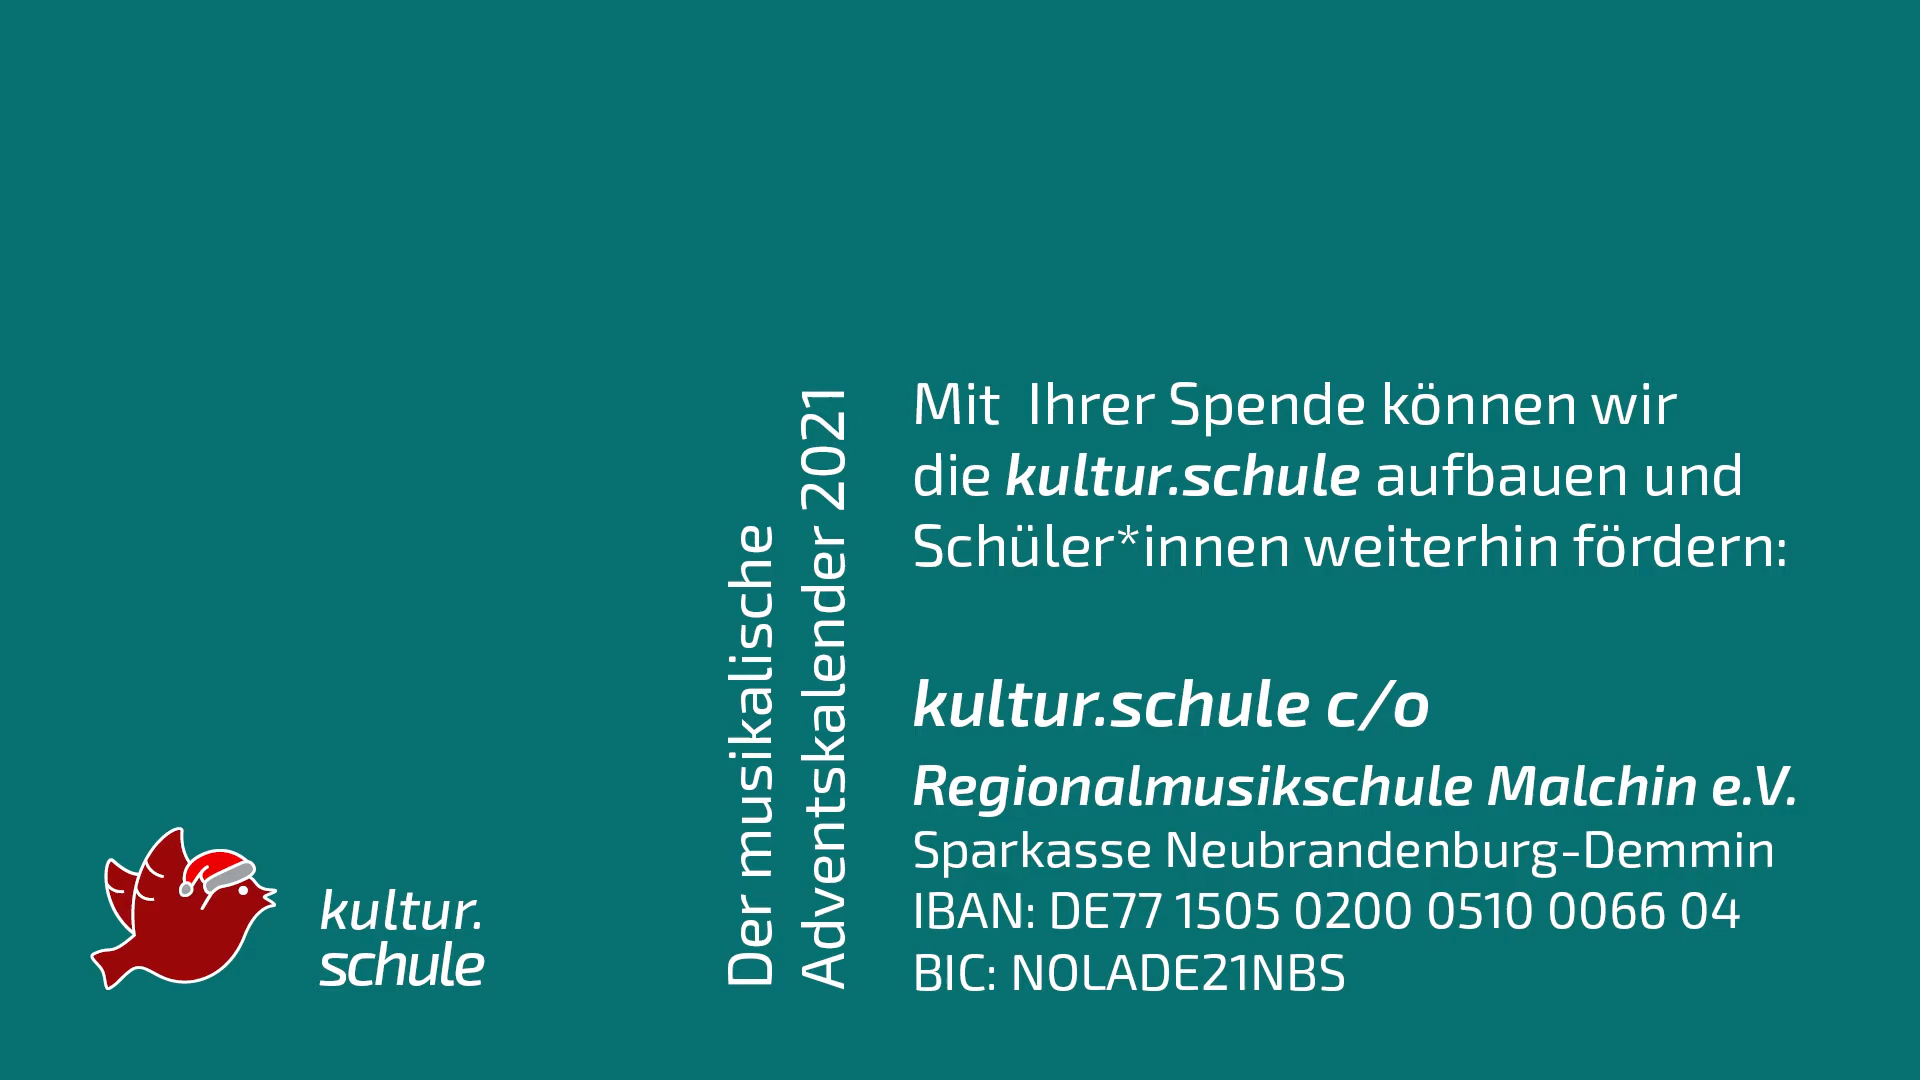 Der musikalische
Adventskalender 2021
Mit  Ihrer Spende können wir
die kultur.schule aufbauen und
Schüler*innen weiterhin fördern:
kultur.schule c/o
Regionalmusikschule Malchin e.V.
Sparkasse Neubrandenburg-Demmin
IBAN: DE77 1505 0200 0510 0066 04
BIC: NOLADE21NBS
kultur.
schule